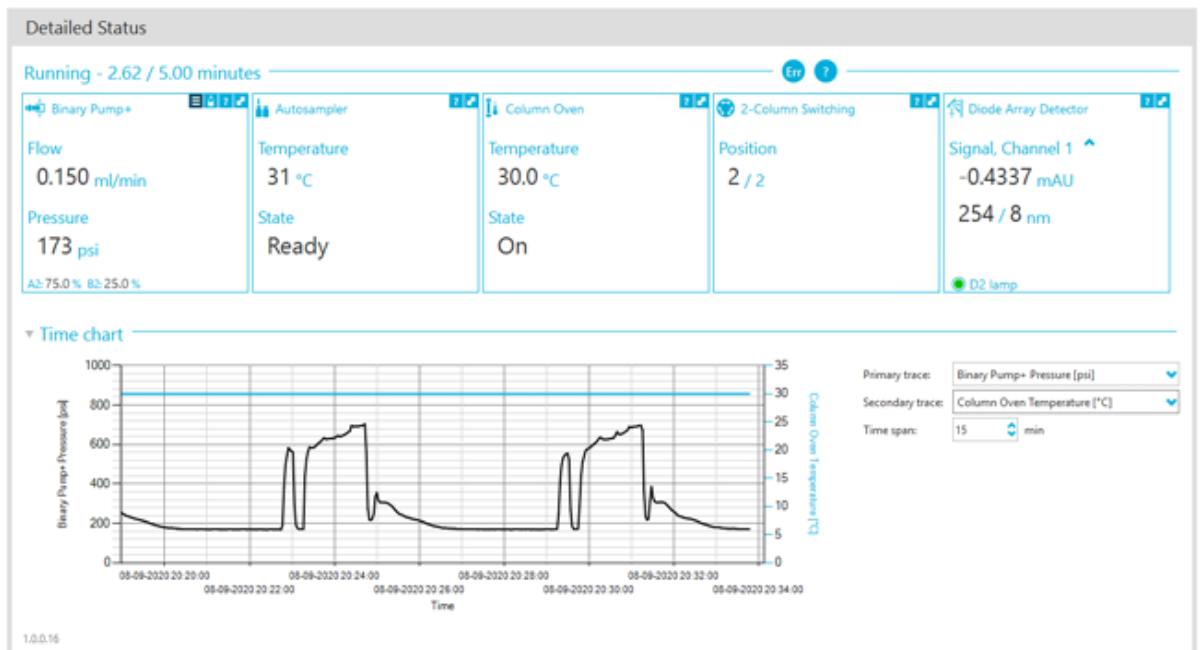 Detailed Status
Running - 2.62 / 5.00 minutes
Err ?
Binary Pump+ ?
Flow
0.150 ml/min
Pressure
173 psi
A2: 75.0 % B2: 25.0 %
Autosampler ?
Temperature
31 °C
State
Ready
Column Oven ?
Temperature
30.0 °C
State
On
2-Column Switching ?
Position
2 / 2
Diode Array Detector ?
Signal, Channel 1
-0.4337 mAU
254 / 8 nm
D2 lamp
Time chart
Binary Pump+ Pressure [psi]
1000
800
600
400
200
0
35
30
25
20
15
10
5
0
Column Oven Temperature [°C]
08-09-2020 20 20:00
08-09-2020 20 22:00
08-09-2020 20 24:00
08-09-2020 20 26:00
08-09-2020 20 28:00
08-09-2020 20 30:00
08-09-2020 20 32:00
08-09-2020 20 34:00
Time
Primary trace: Binary Pump+ Pressure [psi]
Secondary trace: Column Oven Temperature [°C]
Time span: 15 min
1.0.0.16